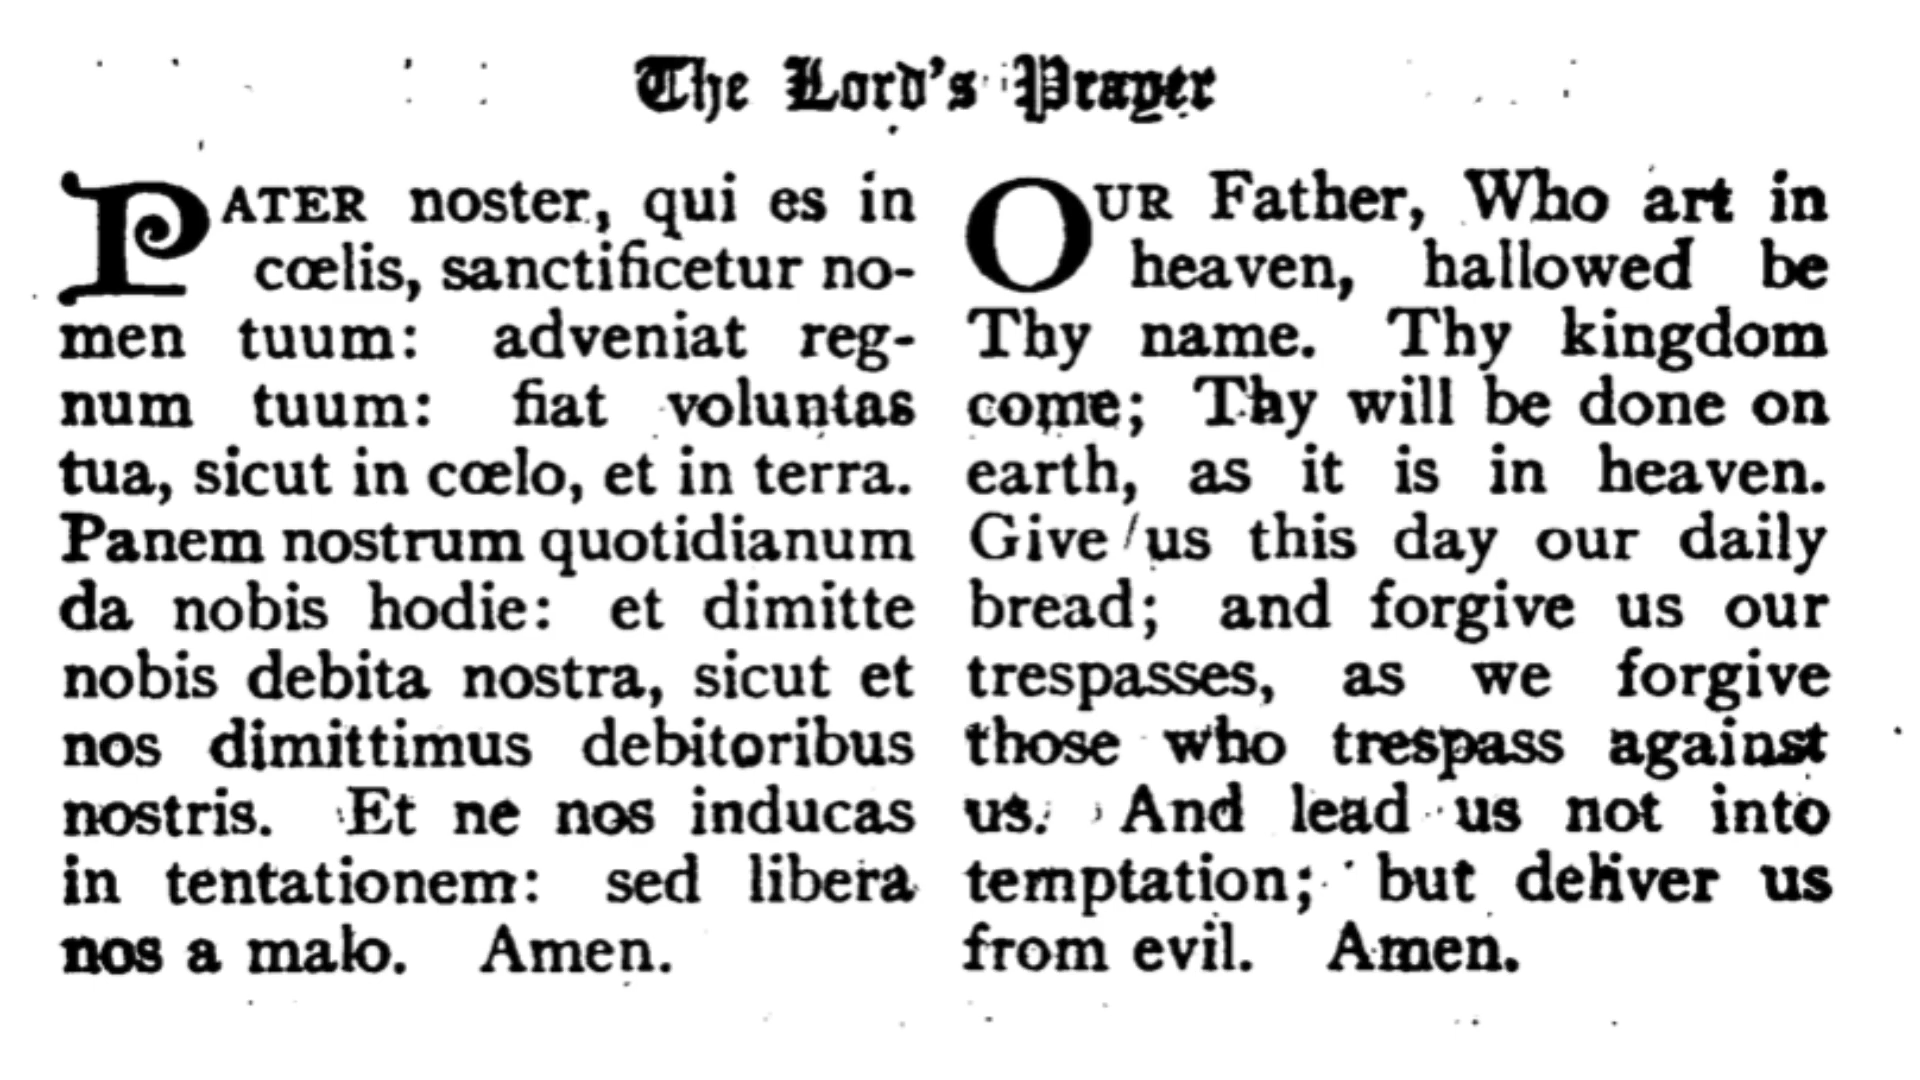 The Lord's Prayer
PATER noster, qui es in
cœlis, sanctificetur no-
men tuum: adveniat reg-
num tuum: fiat voluntas
tua, sicut in cœlo, et in terra.
Panem nostrum quotidianum
da nobis hodie: et dimitte
nobis debita nostra, sicut et
nos dimittimus debitoribus
nostris. Et ne nos inducas
in tentationem: sed libera
nos a malo. Amen.
OUR Father, Who art in
heaven, hallowed be
Thy name. Thy kingdom
come; Thy will be done on
earth, as it is in heaven.
Give us this day our daily
bread; and forgive us our
trespasses, as we forgive
those who trespass against
us. And lead us not into
temptation; but deliver us
from evil. Amen.